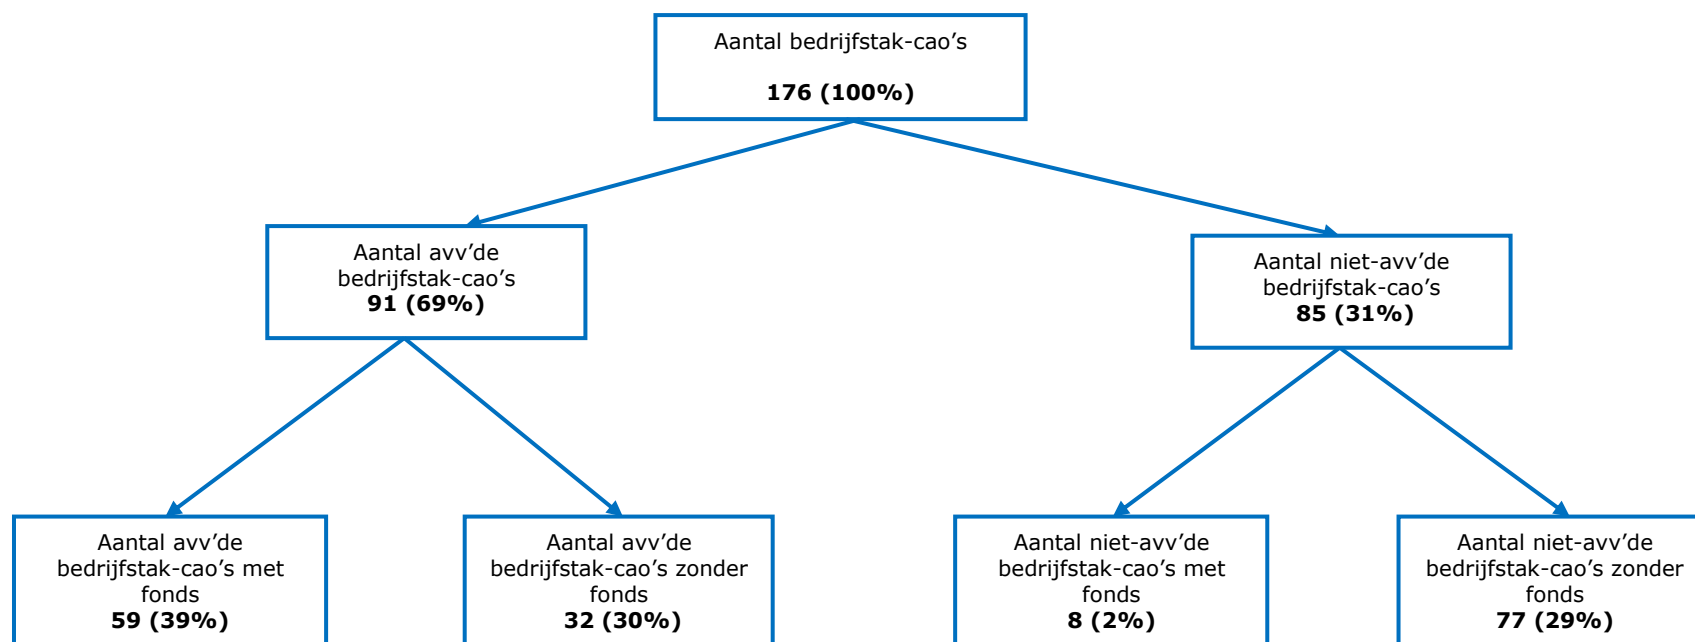 Aantal bedrijfstak-cao's
176 (100%)
Aantal avv’de
bedrijfstak-cao’s
91 (69%)
Aantal niet-avv’de
bedrijfstak-cao’s
85 (31%)
Aantal avv’de
bedrijfstak-cao’s met
fonds
59 (39%)
Aantal avv’de
bedrijfstak-cao’s zonder
fonds
32 (30%)
Aantal niet-avv’de
bedrijfstak-cao’s met
fonds
8 (2%)
Aantal niet-avv’de
bedrijfstak-cao’s zonder
fonds
77 (29%)